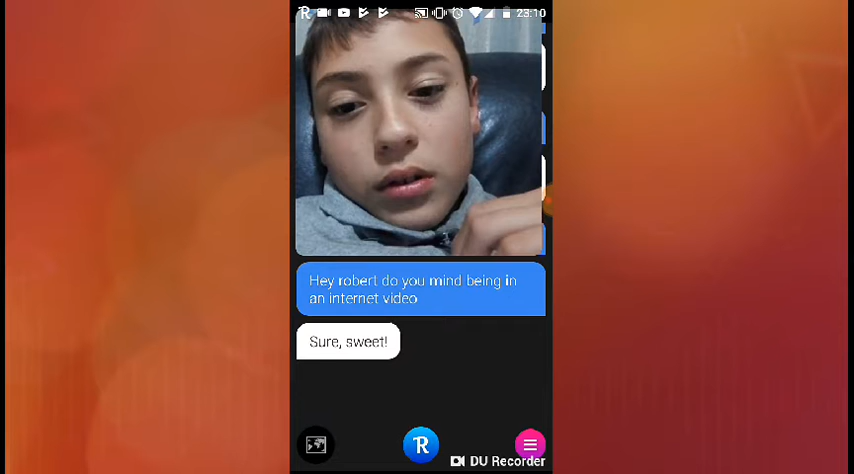 23:10
Hey robert do you mind being in
an internet video
Sure, sweet!
R
DU Recorder